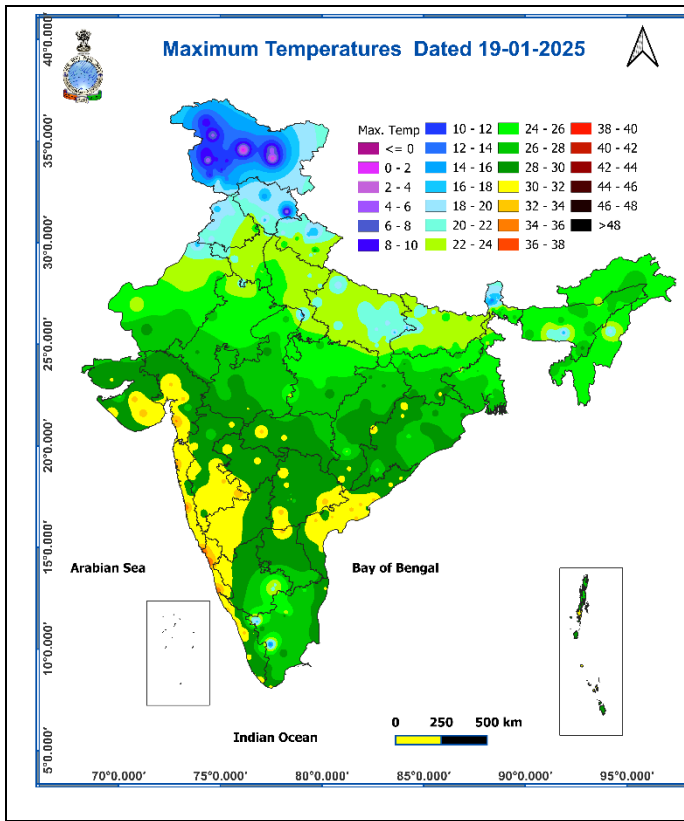 Maximum Temperatures Dated 19-01-2025
Max. Temp
<= 0
0 - 2
2 - 4
4 - 6
6 - 8
8 - 10
10 - 12
12 - 14
14 - 16
16 - 18
18 - 20
20 - 22
22 - 24
24 - 26
26 - 28
28 - 30
30 - 32
32 - 34
34 - 36
36 - 38
38 - 40
40 - 42
42 - 44
44 - 46
46 - 48
>48
40°0.000'
35°0.000'
30°0.000'
25°0.000'
20°0.000'
15°0.000'
10°0.000'
5°0.000'
Arabian Sea
Bay of Bengal
Indian Ocean
0 250 500 km
70°0.000' 75°0.000' 80°0.000' 85°0.000' 90°0.000' 95°0.000'